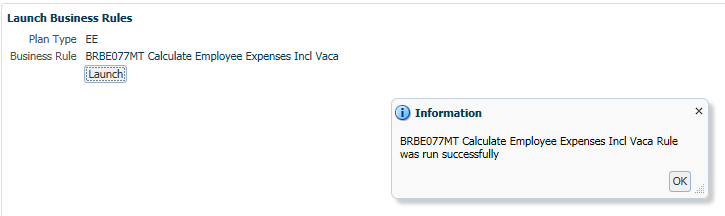 Launch Business Rules
Plan Type EE
Business Rule BRBE077MT Calculate Employee Expenses Incl Vaca
Launch
Information
BRBE077MT Calculate Employee Expenses Incl Vaca Rule
was run successfully
OK